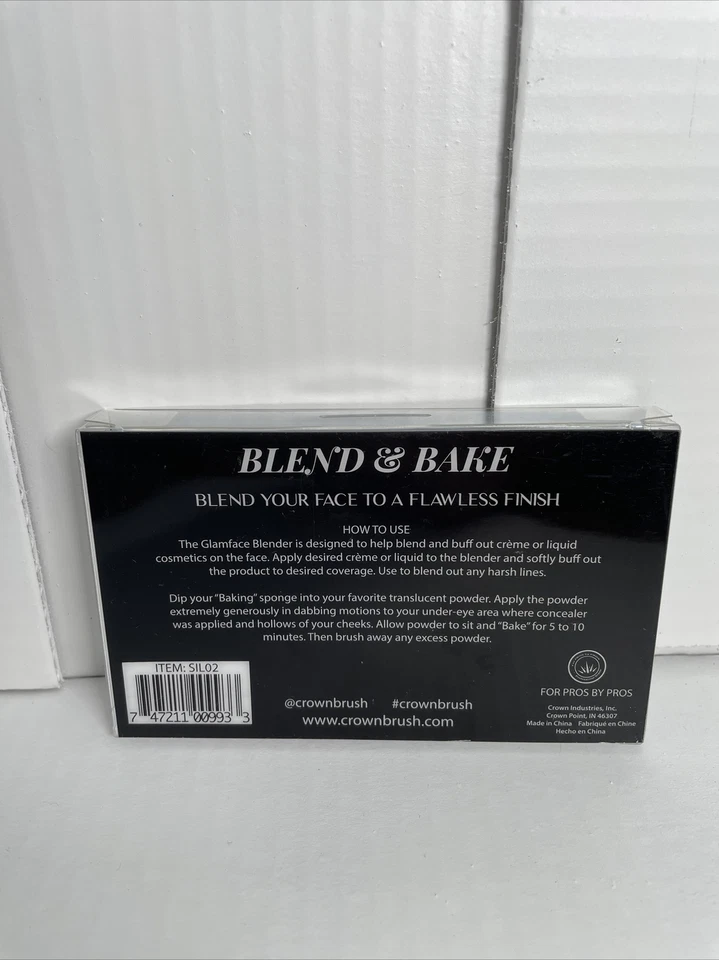 BLEND & BAKE
BLEND YOUR FACE TO A FLAWLESS FINISH
HOW TO USE
The Glamface Blender is designed to help blend and buff out crème or liquid
cosmetics on the face. Apply desired crème or liquid to the blender and softly buff out
the product to desired coverage. Use to blend out any harsh lines.
Dip your "Baking" sponge into your favorite translucent powder. Apply the powder
extremely generously in dabbing motions to your under-eye area where concealer
was applied and hollows of your cheeks. Allow powder to sit and "Bake" for 5 to 10
minutes. Then brush away any excess powder.
ITEM: SIL02
7 47211 00993 3
@crownbrush #crownbrush
www.crownbrush.com
FOR PROS BY PROS
Crown Industries, Inc.
Crown Point, IN 46307
Made in China Fabriqué en Chine
Hecho en China